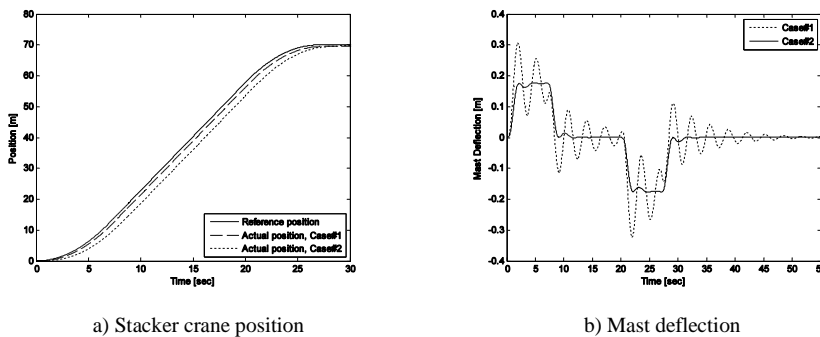 80
70
60
50
40
30
20
10
0
Position [m]
0 5 10 15 20 25 30
Time [sec]
Reference position
Actual position, Case#1
Actual position, Case#2
a) Stacker crane position
0.4
0.3
0.2
0.1
0
-0.1
-0.2
-0.3
-0.4
Mast Deflection [m]
0 5 10 15 20 25 30 35 40 45 50 55
Time [sec]
Case#1
Case#2
b) Mast deflection